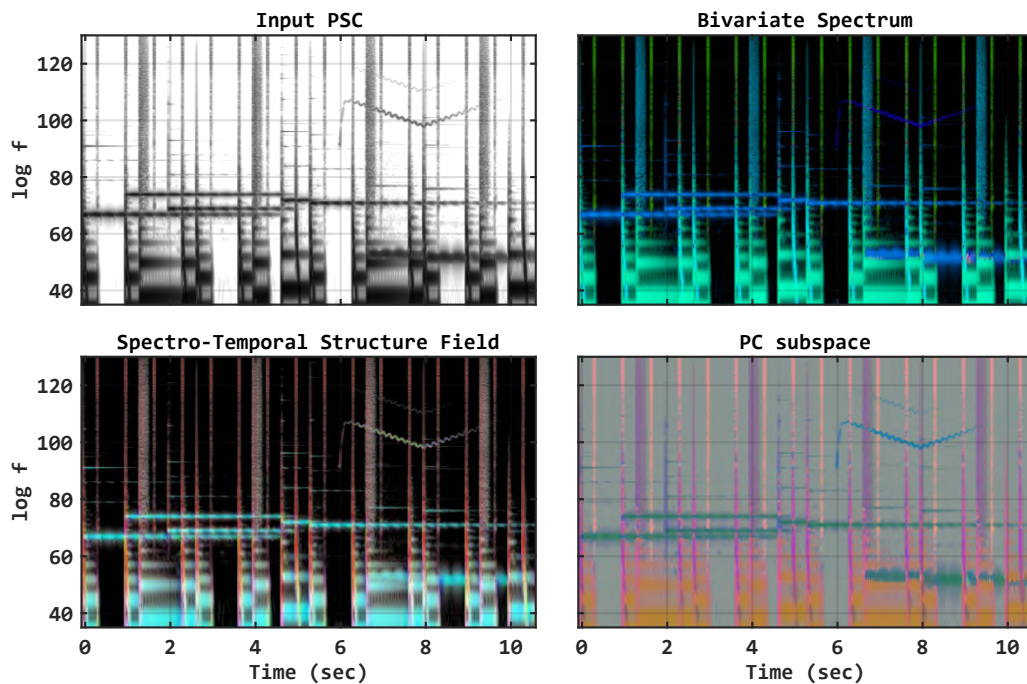 Input PSC
Bivariate Spectrum
log f
120
100
80
60
40
Spectro-Temporal Structure Field
PC subspace
log f
120
100
80
60
40
0 2 4 6 8 10
0 2 4 6 8 10
Time (sec)
Time (sec)